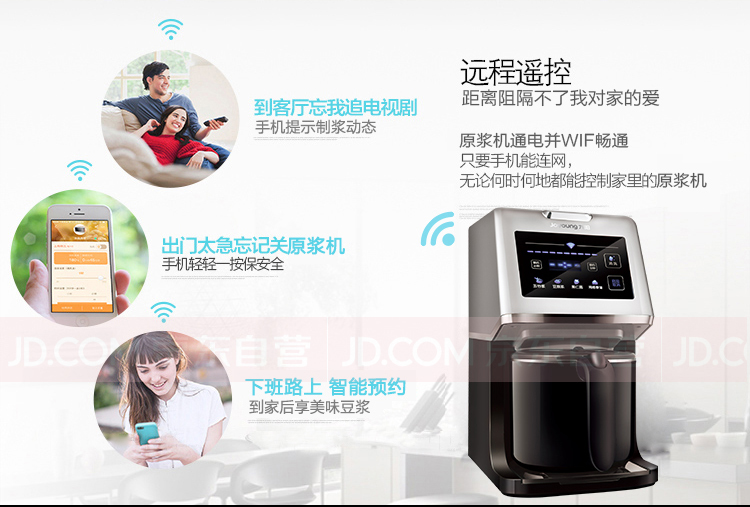 远程遥控
距离阻隔不了我对家的爱
原浆机通电并WIF畅通
只要手机能连网，
无论何时何地都能控制家里的原浆机
到客厅忘我追电视剧
手机提示制浆动态
出门太急忘记关原浆机
手机轻轻一按保安全
下班路上 智能预约
到家后享美味豆浆
JD.COM 京东自营
JD.COM 京东自营
JD.CO